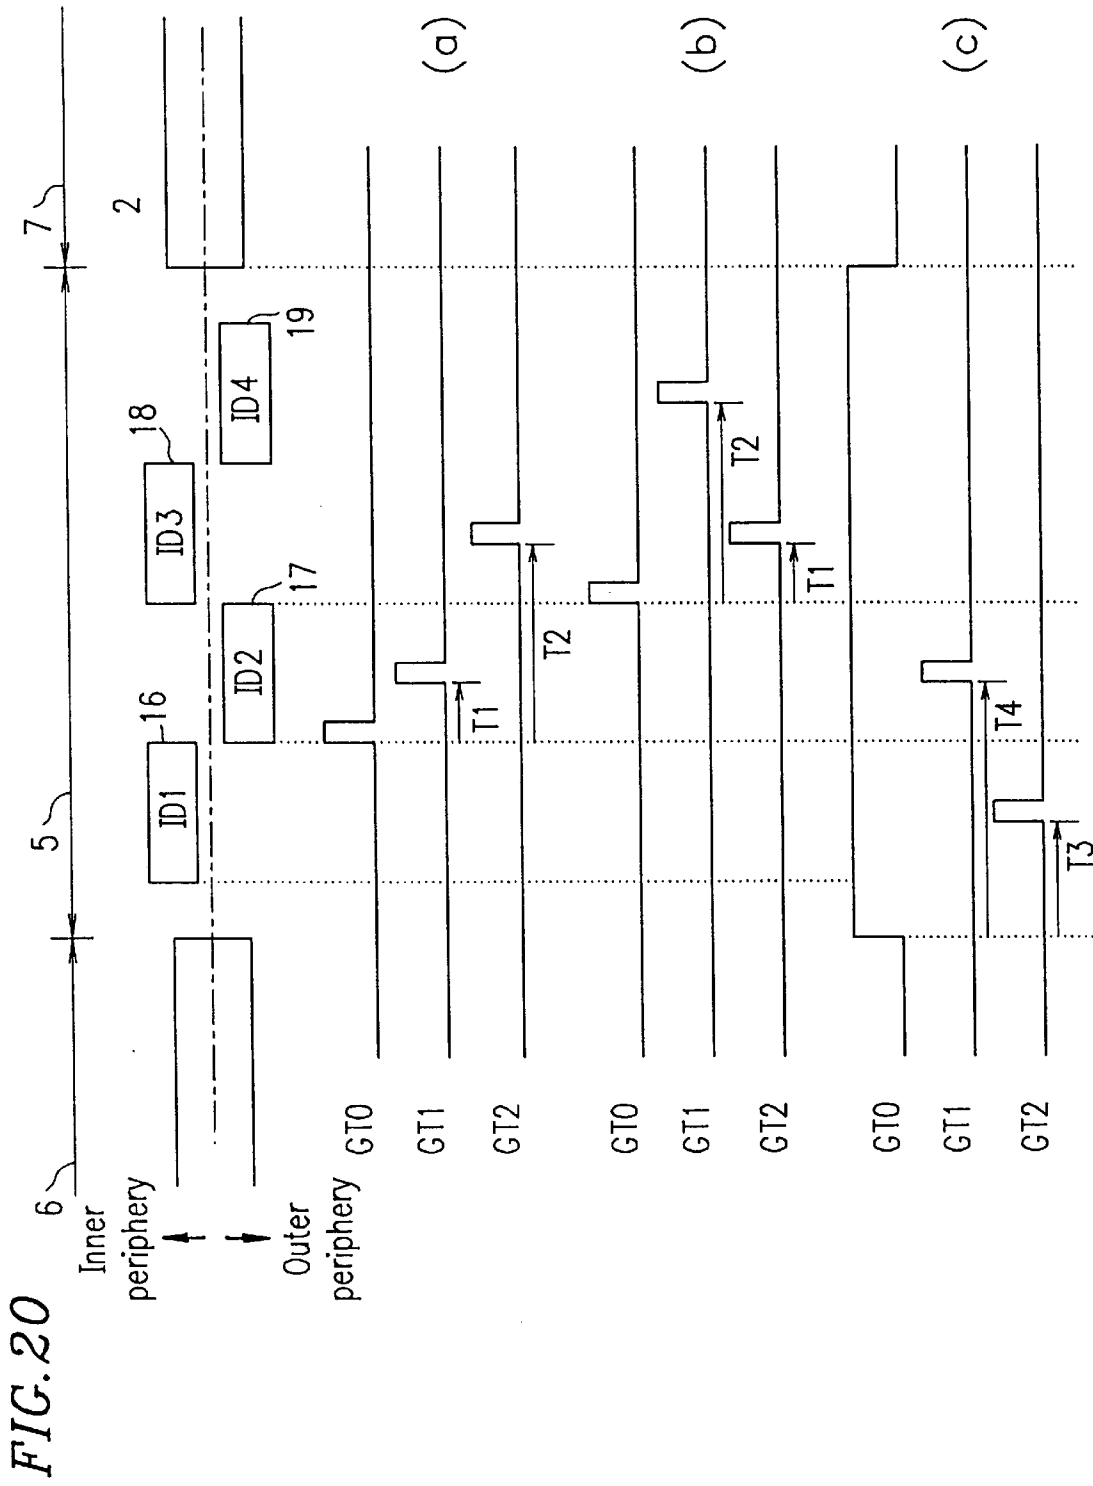 FIG.20
6
5
7
Inner
periphery
Outer
periphery
ID1
16
ID2
17
ID3
18
ID4
19
2
GT0
GT1
T1
GT2
T2
(a)
GT0
GT1
T2
GT2
T1
(b)
GT0
GT1
T4
GT2
T3
(c)